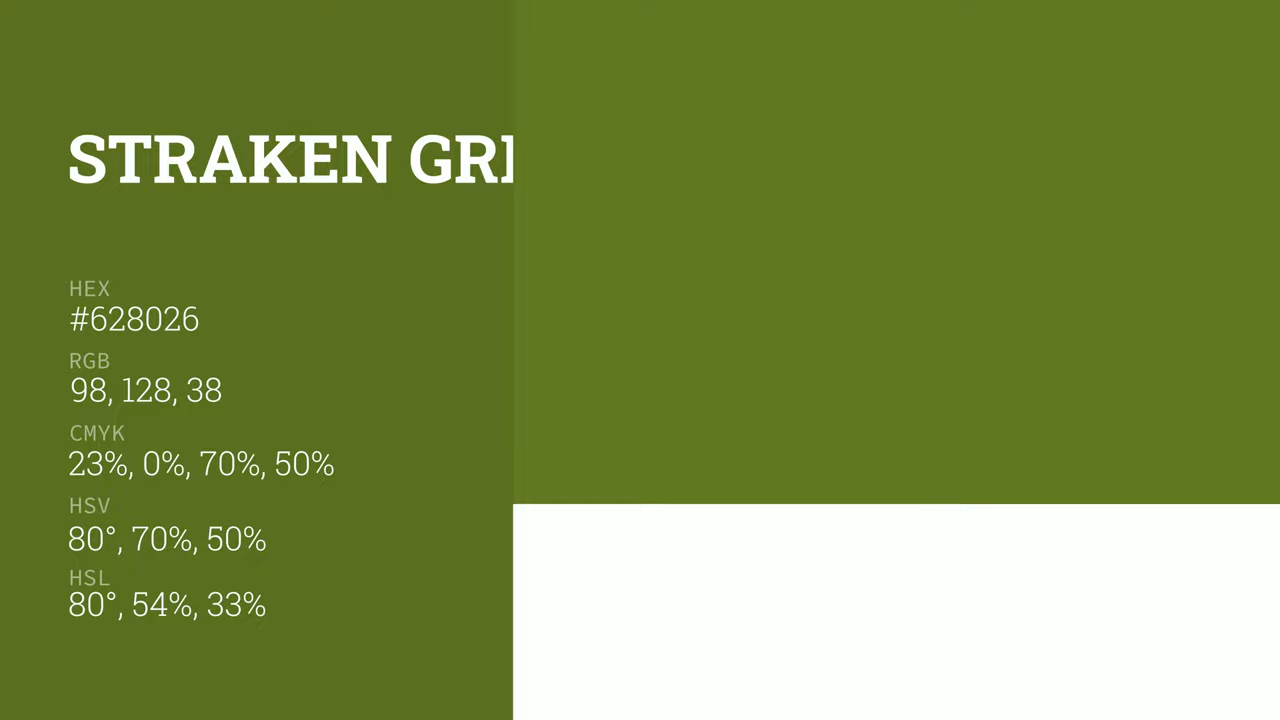 STRAKEN GR
HEX
#628026
RGB
98, 128, 38
CMYK
23%, 0%, 70%, 50%
HSV
80°, 70%, 50%
HSL
80°, 54%, 33%